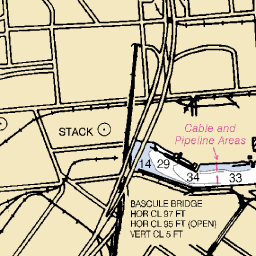 Cable and
Pipeline Areas
STACK
14 29
34
33
BASCULE BRIDGE
HOR CL 97 FT
HOR CL 95 FT (OPEN)
VERT CL 5 FT